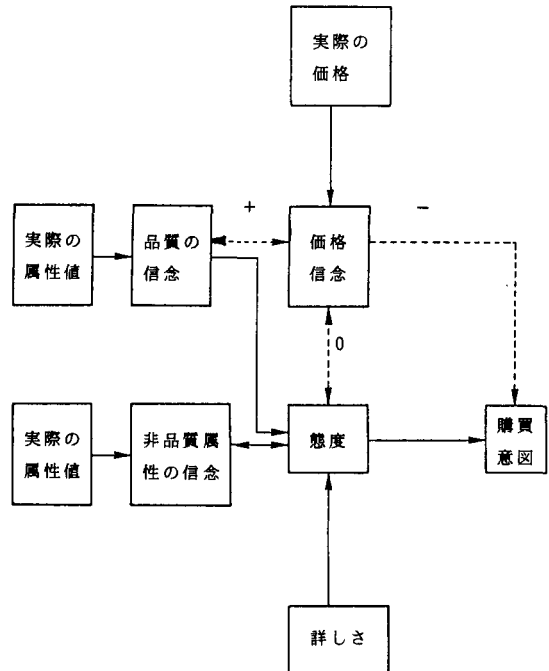 実際の
価格
+
−
実際の
属性値
品質の
信念
価格
信念
0
実際の
属性値
非品質属
性の信念
態度
購買
意図
詳しさ